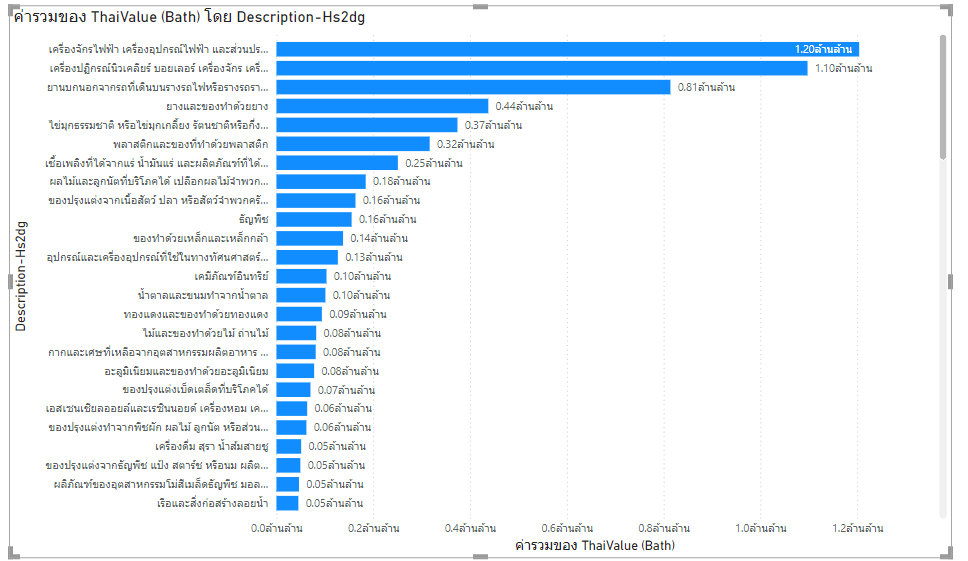 ค่ารวมของ ThaiValue (Bath) โดย Description-Hs2dg
Description-Hs2dg
เครื่องจักรไฟฟ้า เครื่องอุปกรณ์ไฟฟ้า และส่วนปร... 1.20ล้านล้าน
เครื่องปฏิกรณ์นิวเคลียร์ บอยเลอร์ เครื่องจักร เครื่... 1.10ล้านล้าน
ยานบกนอกจากรถที่เดินบนรางรถไฟหรือรางรถรา... 0.81ล้านล้าน
ยางและของทำด้วยยาง 0.44ล้านล้าน
ไข่มุกธรรมชาติ หรือไข่มุกเลี้ยง รัตนชาติหรือกึ่ง... 0.37ล้านล้าน
พลาสติกและของที่ทำด้วยพลาสติก 0.32ล้านล้าน
เชื้อเพลิงที่ได้จากแร่ น้ำมันแร่ และผลิตภัณฑ์ที่ได้... 0.25ล้านล้าน
ผลไม้และลูกนัตที่บริโภคได้ เปลือกผลไม้จำพวก... 0.18ล้านล้าน
ของปรุงแต่งจากเนื้อสัตว์ ปลา หรือสัตว์จำพวกครั... 0.16ล้านล้าน
ธัญพืช 0.16ล้านล้าน
ของทำด้วยเหล็กและเหล็กกล้า 0.14ล้านล้าน
อุปกรณ์และเครื่องอุปกรณ์ที่ใช้ในทางทัศนศาสตร์... 0.13ล้านล้าน
เคมีภัณฑ์อินทรีย์ 0.10ล้านล้าน
น้ำตาลและขนมทำจากน้ำตาล 0.10ล้านล้าน
ทองแดงและของทำด้วยทองแดง 0.09ล้านล้าน
ไม้และของทำด้วยไม้ ถ่านไม้ 0.08ล้านล้าน
กากและเศษที่เหลือจากอุตสาหกรรมผลิตอาหาร ... 0.08ล้านล้าน
อะลูมิเนียมและของทำด้วยอะลูมิเนียม 0.08ล้านล้าน
ของปรุงแต่งเบ็ดเตล็ดที่บริโภคได้ 0.07ล้านล้าน
เอสเซนเชียลออยล์และเรซินนอยด์ เครื่องหอม เค... 0.06ล้านล้าน
ของปรุงแต่งทำจากพืชผัก ผลไม้ ลูกนัต หรือส่วน... 0.06ล้านล้าน
เครื่องดื่ม สุรา น้ำส้มสายชู 0.05ล้านล้าน
ของปรุงแต่งจากธัญพืช แป้ง สตาร์ช หรือนม ผลิต... 0.05ล้านล้าน
ผลิตภัณฑ์ของอุตสาหกรรมโม่สีเมล็ดธัญพืช มอล... 0.05ล้านล้าน
เรือและสิ่งก่อสร้างลอยน้ำ 0.05ล้านล้าน
0.0ล้านล้าน 0.2ล้านล้าน 0.4ล้านล้าน 0.6ล้านล้าน 0.8ล้านล้าน 1.0ล้านล้าน 1.2ล้านล้าน
ค่ารวมของ ThaiValue (Bath)